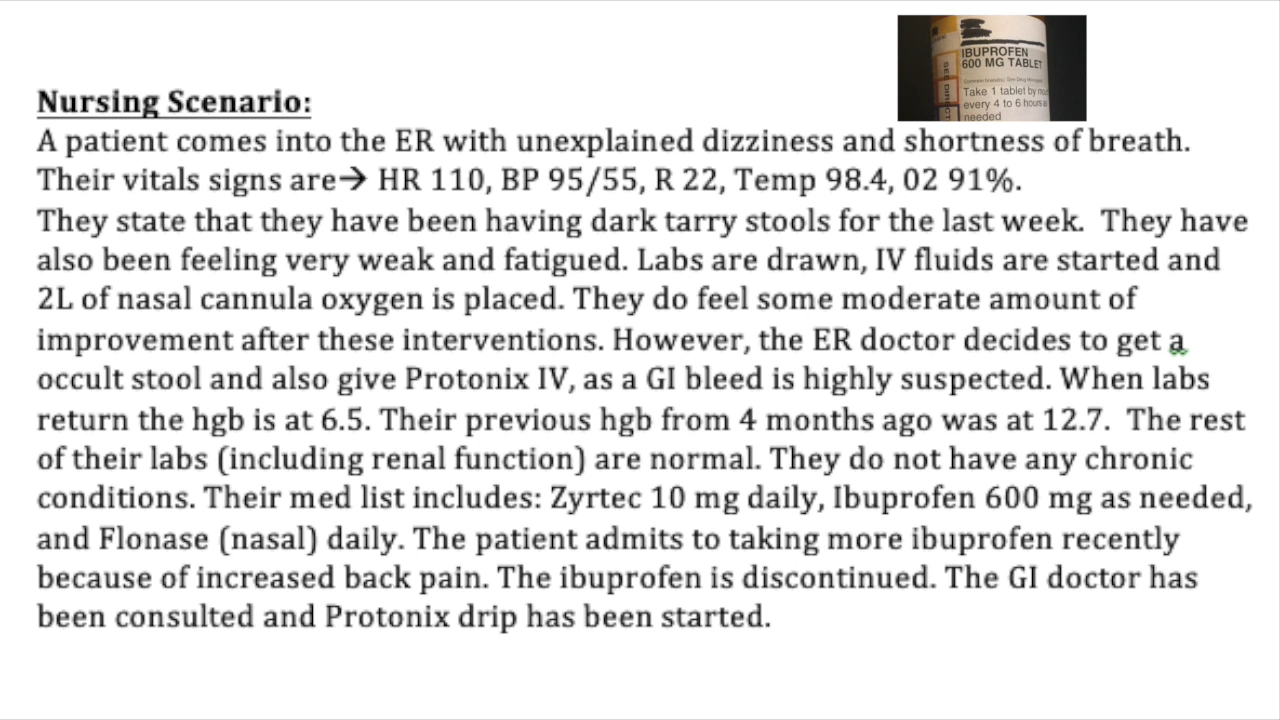 IBUPROFEN
600 MG TABLET
Take 1 tablet by
every 4 to 6 hours
needed
Nursing Scenario:
A patient comes into the ER with unexplained dizziness and shortness of breath.
Their vitals signs are→ HR 110, BP 95/55, R 22, Temp 98.4, 02 91%.
They state that they have been having dark tarry stools for the last week.  They have
also been feeling very weak and fatigued. Labs are drawn, IV fluids are started and
2L of nasal cannula oxygen is placed. They do feel some moderate amount of
improvement after these interventions. However, the ER doctor decides to get a
occult stool and also give Protonix IV, as a GI bleed is highly suspected. When labs
return the hgb is at 6.5. Their previous hgb from 4 months ago was at 12.7.  The rest
of their labs (including renal function) are normal. They do not have any chronic
conditions. Their med list includes: Zyrtec 10 mg daily, Ibuprofen 600 mg as needed,
and Flonase (nasal) daily. The patient admits to taking more ibuprofen recently
because of increased back pain. The ibuprofen is discontinued. The GI doctor has
been consulted and Protonix drip has been started.